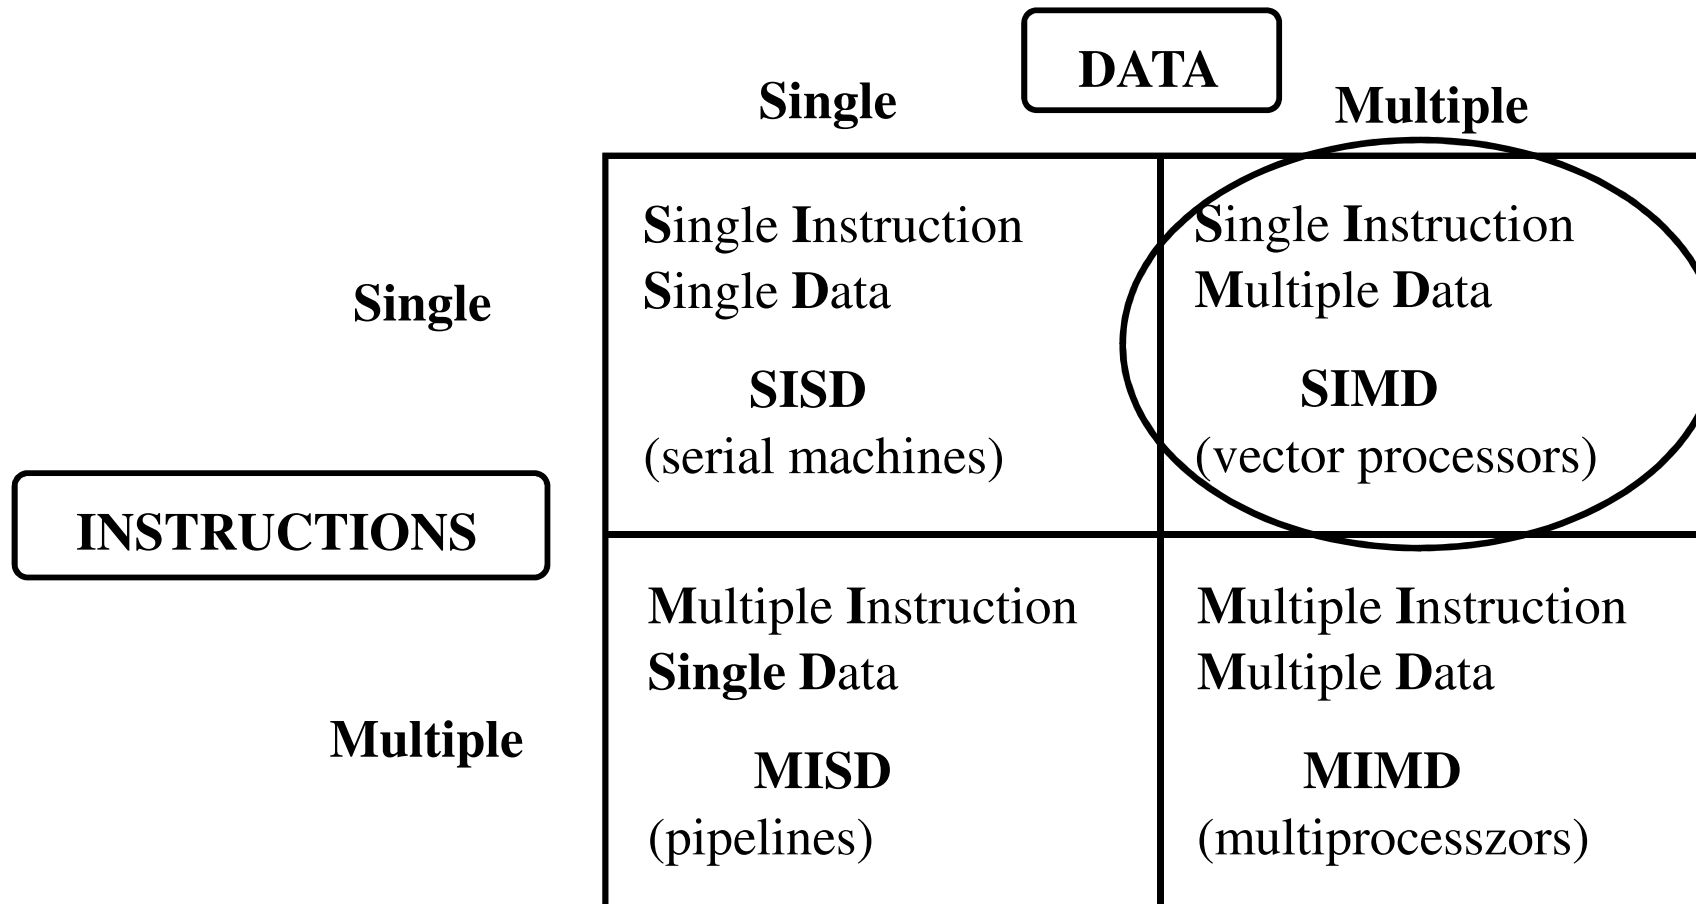 DATA
Single
Multiple
Single Instruction
Single Data
SISD
(serial machines)
Single Instruction
Multiple Data
SIMD
(vector processors)
Single
INSTRUCTIONS
Multiple Instruction
Single Data
MISD
(pipelines)
Multiple Instruction
Multiple Data
MIMD
(multiprocesszors)
Multiple